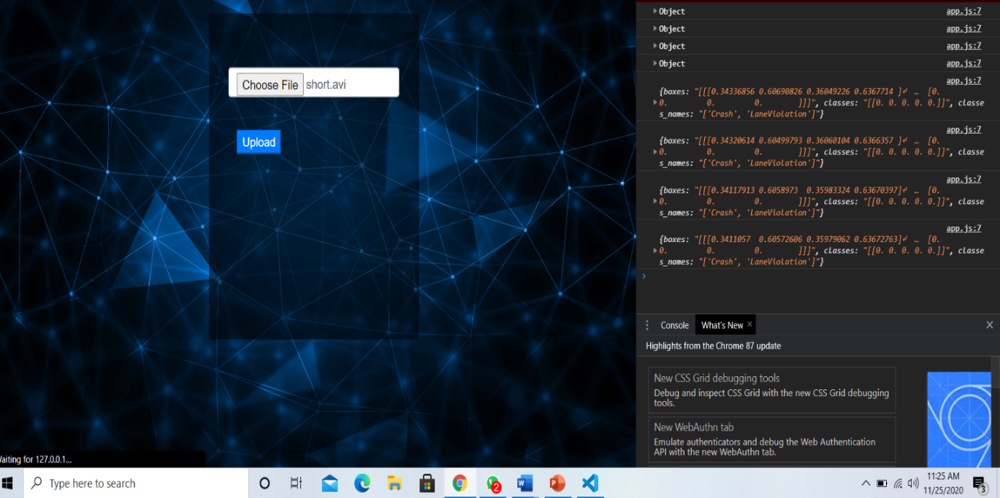 Choose File short.avi
Upload
Waiting for 127.0.0.1...
Object app.js:7
Object app.js:7
Object app.js:7
Object app.js:7
app.js:7
{boxes: "[[[0.34336856 0.60690826 0.36049226 0.6367714 ]↵ … [0.
0. 0. 0. ]]]", classes: "[[0. 0. 0. 0. 0.]]", classe
s_names: "['Crash', 'LaneViolation']"}
app.js:7
{boxes: "[[[0.34320614 0.60499793 0.36060104 0.6366357 ]↵ … [0.
0. 0. 0. ]]]", classes: "[[0. 0. 0. 0. 0.]]", classe
s_names: "['Crash', 'LaneViolation']"}
app.js:7
{boxes: "[[[0.34117913 0.6058973  0.35983324 0.63670397]↵ … [0.
0. 0. 0. ]]]", classes: "[[0. 0. 0. 0. 0.]]", classe
s_names: "['Crash', 'LaneViolation']"}
app.js:7
{boxes: "[[[0.3411057  0.60572606 0.35979062 0.63672763]↵ … [0.
0. 0. 0. ]]]", classes: "[[0. 0. 0. 0. 0.]]", classe
s_names: "['Crash', 'LaneViolation']"}
Console What's New
Highlights from the Chrome 87 update
New CSS Grid debugging tools
Debug and inspect CSS Grid with the new CSS Grid debugging
tools.
New WebAuthn tab
Emulate authenticators and debug the Web Authentication
API with the new WebAuthn tab.
Type here to search
2
11:25 AM
11/25/2020
3